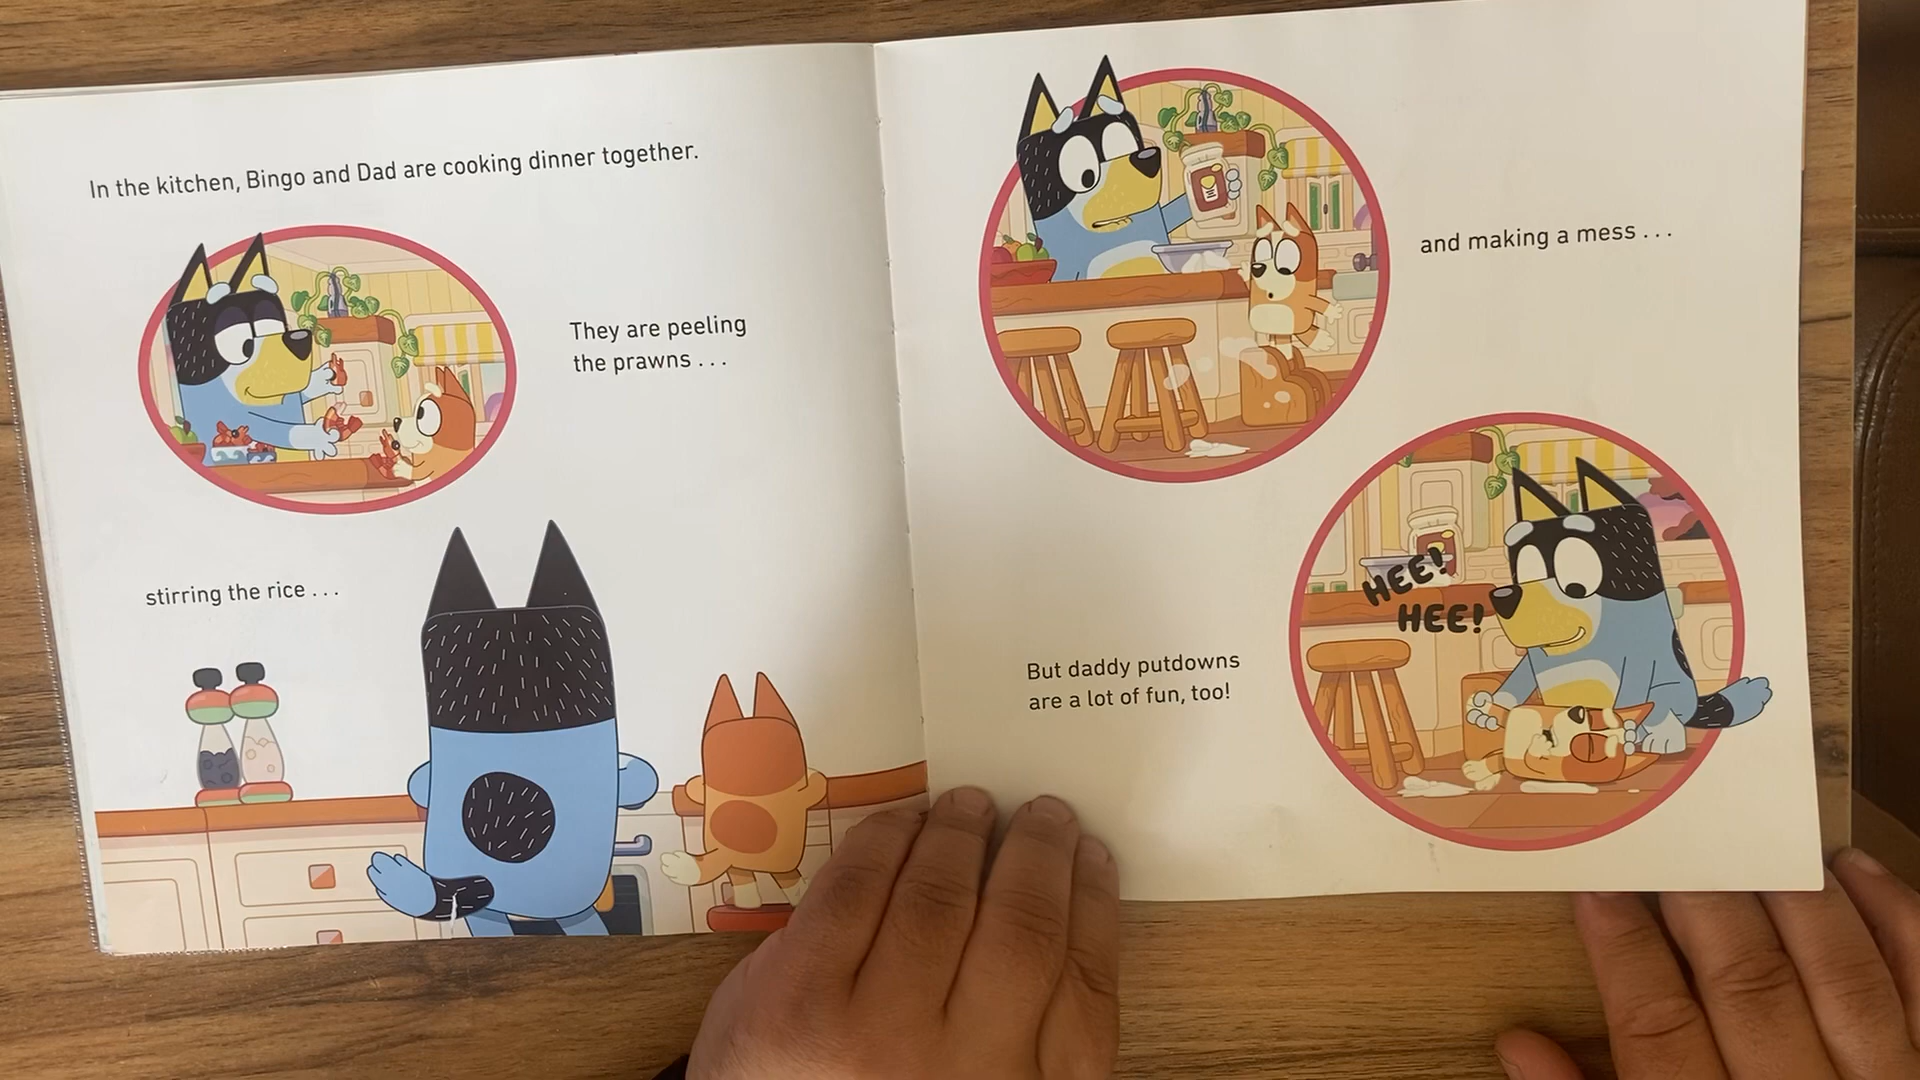 In the kitchen, Bingo and Dad are cooking dinner together.
They are peeling
the prawns . . .
stirring the rice . . .
and making a mess . . .
HEE!
HEE!
But daddy putdowns
are a lot of fun, too!